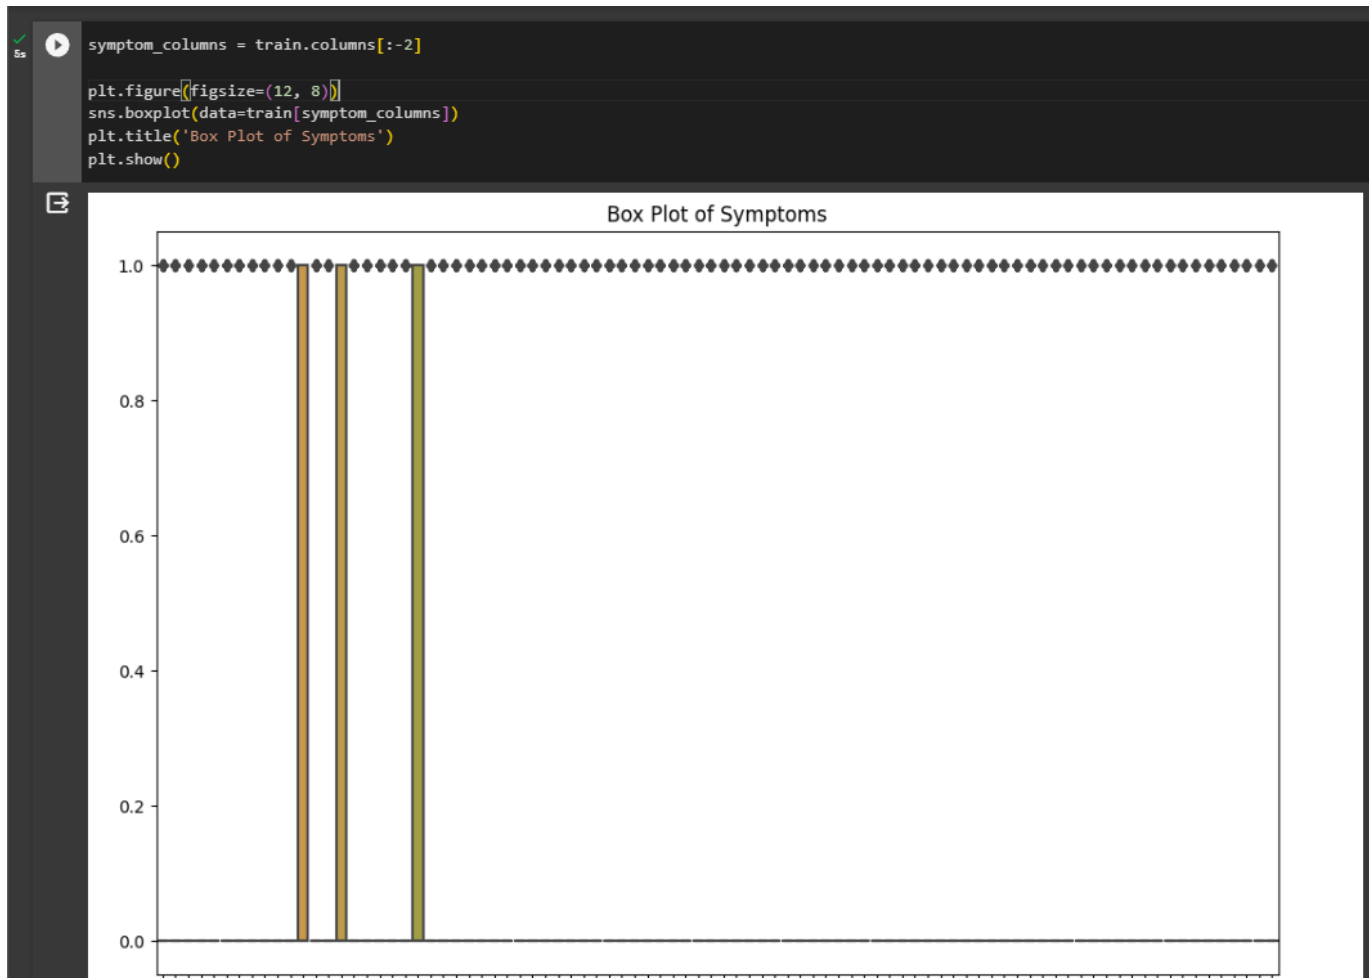 symptom_columns = train.columns[:-2]
5s
plt.figure(figsize=(12, 8))
sns.boxplot(data=train[symptom_columns])
plt.title('Box Plot of Symptoms')
plt.show()
Box Plot of Symptoms
1.0
0.8
0.6
0.4
0.2
0.0